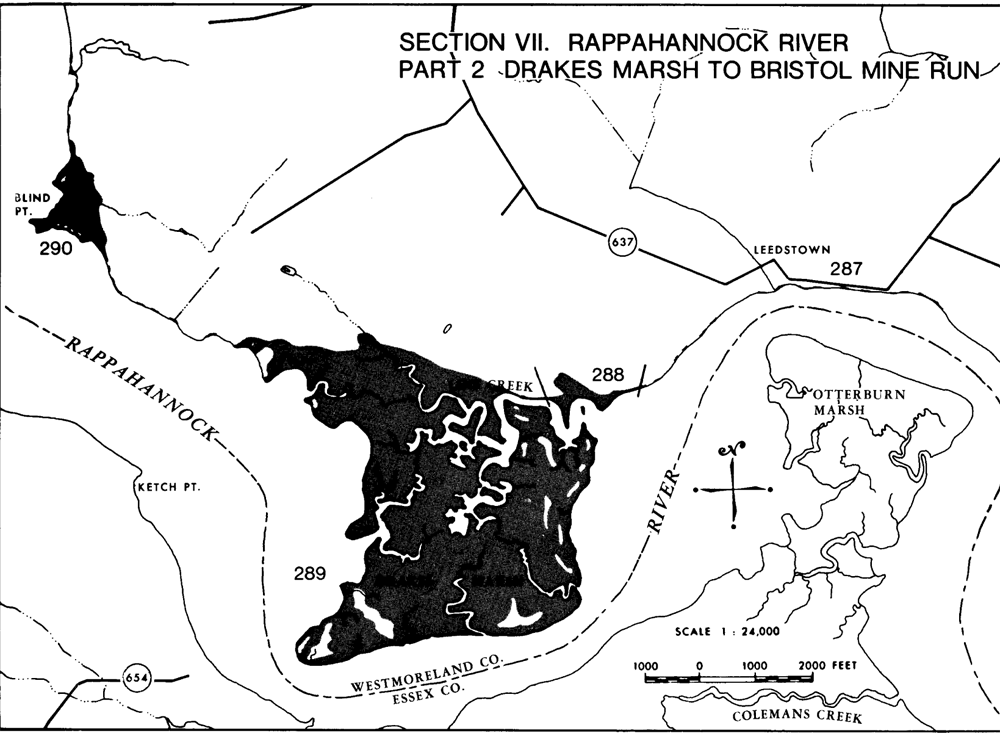 SECTION VII. RAPPAHANNOCK RIVER
PART 2 DRAKES MARSH TO BRISTOL MINE RUN
BLIND
PT.
290
637
LEEDSTOWN
287
RAPPAHANNOCK
CREEK
288
OTTERBURN
MARSH
N
KETCH PT.
RIVER
289
DRAKES MARSH
SCALE 1 : 24,000
654
WESTMORELAND CO.
ESSEX CO.
1000 0 1000 2000 FEET
COLEMANS CREEK